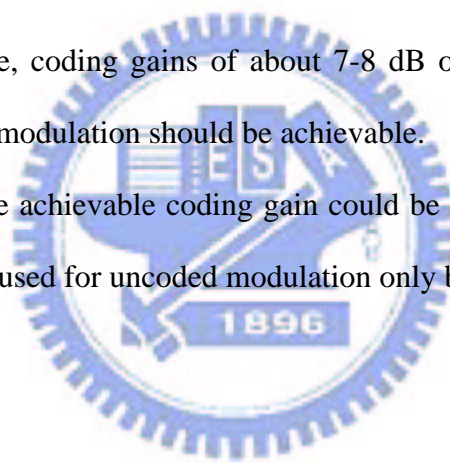 e, coding gains of about 7-8 dB o
modulation should be achievable.
e achievable coding gain could be
used for uncoded modulation only b
E S A
1896